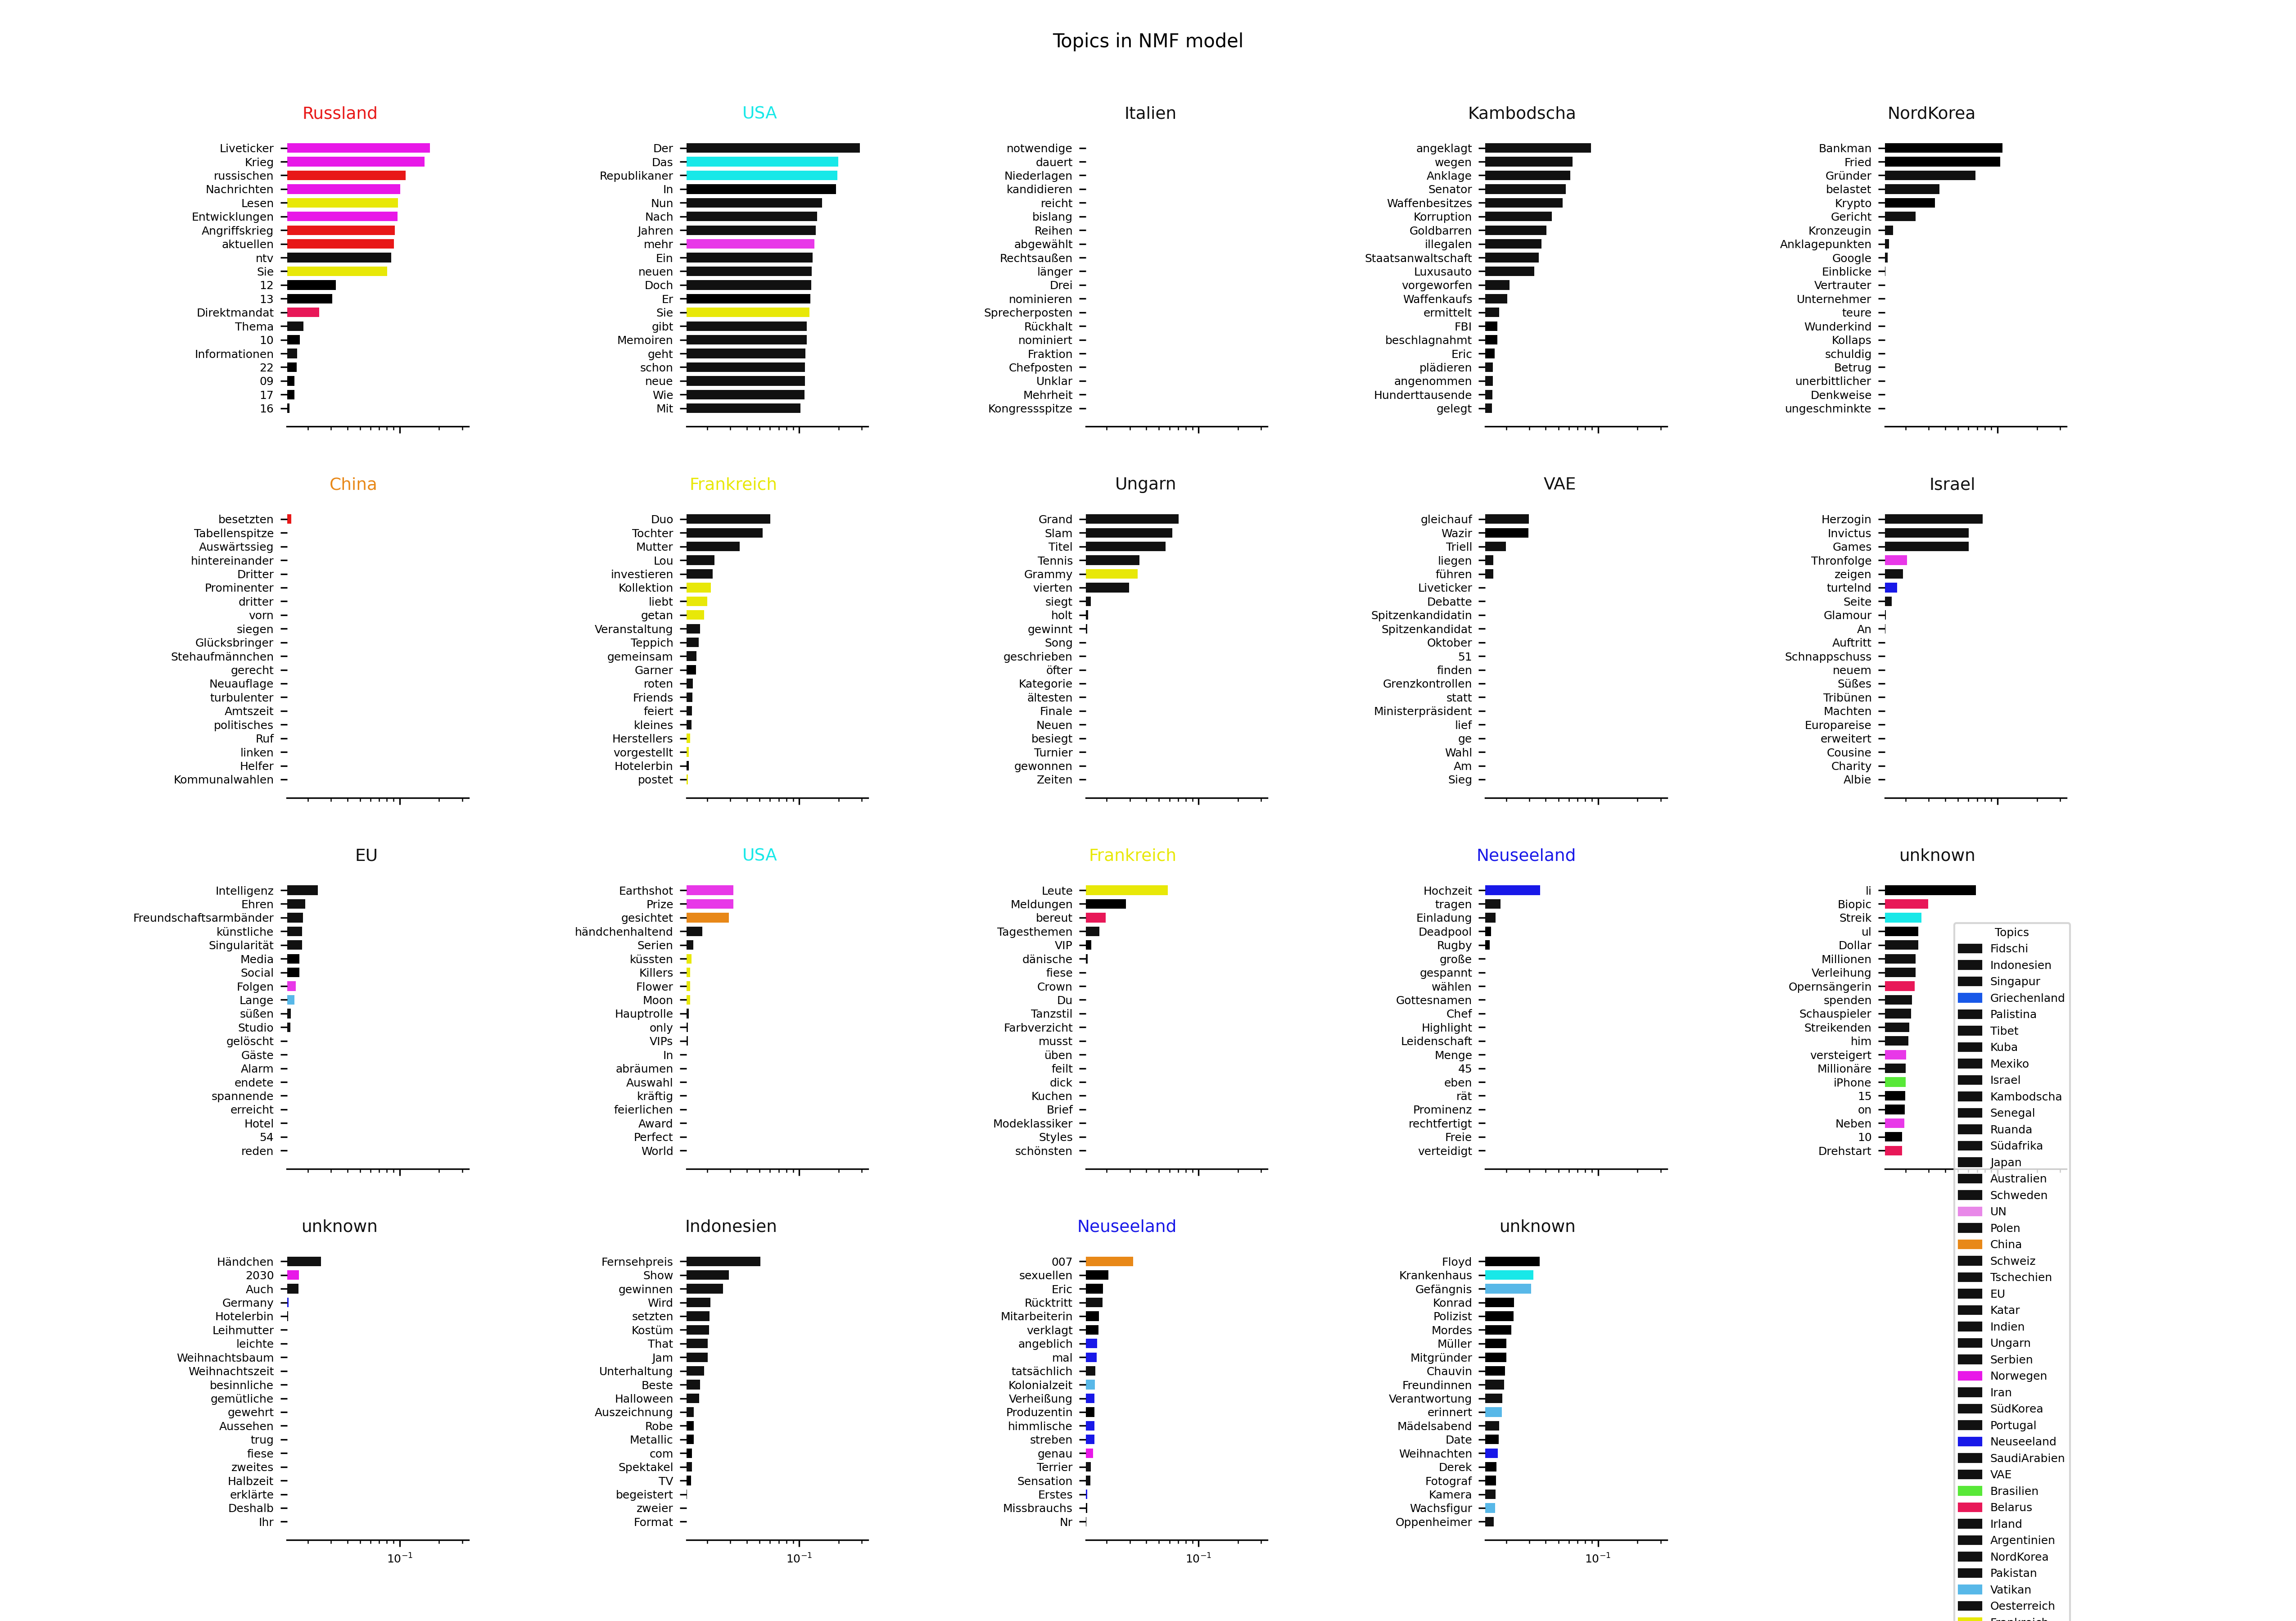 Topics in NMF model
Russland
Liveticker
Krieg
russischen
Nachrichten
Lesen
Entwicklungen
Angriffskrieg
aktuellen
ntv
Sie
12
13
Direktmandat
Thema
10
Informationen
22
09
17
16
USA
Der
Das
Republikaner
In
Nun
Nach
Jahren
mehr
Ein
neuen
Doch
Er
Sie
gibt
Memoiren
geht
schon
neue
Wie
Mit
Italien
notwendige
dauert
Niederlagen
kandidieren
reicht
bislang
Reihen
abgewählt
Rechtsaußen
länger
Drei
nominieren
Sprecherposten
Rückhalt
nominiert
Fraktion
Chefposten
Unklar
Mehrheit
Kongressspitze
Kambodscha
angeklagt
wegen
Anklage
Senator
Waffenbesitzes
Korruption
Goldbarren
illegalen
Staatsanwaltschaft
Luxusauto
vorgeworfen
Waffenkaufs
ermittelt
FBI
beschlagnahmt
Eric
plädieren
angenommen
Hunderttausende
gelegt
NordKorea
Bankman
Fried
Gründer
belastet
Krypto
Gericht
Kronzeugin
Anklagepunkten
Google
Einblicke
Vertrauter
Unternehmer
teure
Wunderkind
Kollaps
schuldig
Betrug
unerbittlicher
Denkweise
ungeschminkte
China
besetzten
Tabellenspitze
Auswärtssieg
hintereinander
Dritter
Prominenter
dritter
vorn
siegen
Glücksbringer
Stehaufmännchen
gerecht
Neuauflage
turbulenter
Amtszeit
politisches
Ruf
linken
Helfer
Kommunalwahlen
Frankreich
Duo
Tochter
Mutter
Lou
investieren
Kollektion
liebt
getan
Veranstaltung
Teppich
gemeinsam
Garner
roten
Friends
feiert
kleines
Herstellers
vorgestellt
Hotelerbin
postet
Ungarn
Grand
Slam
Titel
Tennis
Grammy
vierten
siegt
holt
gewinnt
Song
geschrieben
öfter
Kategorie
ältesten
Finale
Neuen
besiegt
Turnier
gewonnen
Zeiten
VAE
gleichauf
Wazir
Triell
liegen
führen
Liveticker
Debatte
Spitzenkandidatin
Spitzenkandidat
Oktober
51
finden
Grenzkontrollen
statt
Ministerpräsident
lief
ge
Wahl
Am
Sieg
Israel
Herzogin
Invictus
Games
Thronfolge
zeigen
turtelnd
Seite
Glamour
An
Auftritt
Schnappschuss
neuem
Süßes
Tribünen
Machten
Europareise
erweitert
Cousine
Charity
Albie
EU
Intelligenz
Ehren
Freundschaftsarmbänder
künstliche
Singularität
Media
Social
Folgen
Lange
süßen
Studio
gelöscht
Gäste
Alarm
endete
spannende
erreicht
Hotel
54
reden
USA
Earthshot
Prize
gesichtet
händchenhaltend
Serien
küssten
Killers
Flower
Moon
Hauptrolle
only
VIPs
In
abräumen
Auswahl
kräftig
feierlichen
Award
Perfect
World
Frankreich
Leute
Meldungen
bereut
Tagesthemen
VIP
dänische
fiese
Crown
Du
Tanzstil
Farbverzicht
musst
üben
feilt
dick
Kuchen
Brief
Modeklassiker
Styles
schönsten
Neuseeland
Hochzeit
tragen
Einladung
Deadpool
Rugby
große
gespannt
wählen
Gottesnamen
Chef
Highlight
Leidenschaft
Menge
45
eben
rät
Prominenz
rechtfertigt
Freie
verteidigt
unknown
li
Biopic
Streik
ul
Dollar
Millionen
Verleihung
Opernsängerin
spenden
Schauspieler
Streikenden
him
versteigert
Millionäre
iPhone
15
on
Neben
10
Drehstart
unknown
Händchen
2030
Auch
Germany
Hotelerbin
Leihmutter
leichte
Weihnachtsbaum
Weihnachtszeit
besinnliche
gemütliche
gewehrt
Aussehen
trug
fiese
zweites
Halbzeit
erklärte
Deshalb
Ihr
10⁻¹
Indonesien
Fernsehpreis
Show
gewinnen
Wird
setzten
Kostüm
That
Jam
Unterhaltung
Beste
Halloween
Auszeichnung
Robe
Metallic
com
Spektakel
TV
begeistert
zweier
Format
10⁻¹
Neuseeland
007
sexuellen
Eric
Rücktritt
Mitarbeiterin
verklagt
angeblich
mal
tatsächlich
Kolonialzeit
Verheißung
Produzentin
himmlische
streben
genau
Terrier
Sensation
Erstes
Missbrauchs
Nr
10⁻¹
unknown
Floyd
Krankenhaus
Gefängnis
Konrad
Polizist
Mordes
Müller
Mitgründer
Chauvin
Freundinnen
Verantwortung
erinnert
Mädelsabend
Date
Weihnachten
Derek
Fotograf
Kamera
Wachsfigur
Oppenheimer
10⁻¹
Topics
Fidschi
Indonesien
Singapur
Griechenland
Palistina
Tibet
Kuba
Mexiko
Israel
Kambodscha
Senegal
Ruanda
Südafrika
Japan
Australien
Schweden
UN
Polen
China
Schweiz
Tschechien
EU
Katar
Indien
Ungarn
Serbien
Norwegen
Iran
SüdKorea
Portugal
Neuseeland
SaudiArabien
VAE
Brasilien
Belarus
Irland
Argentinien
NordKorea
Pakistan
Vatikan
Oesterreich
Frankreich